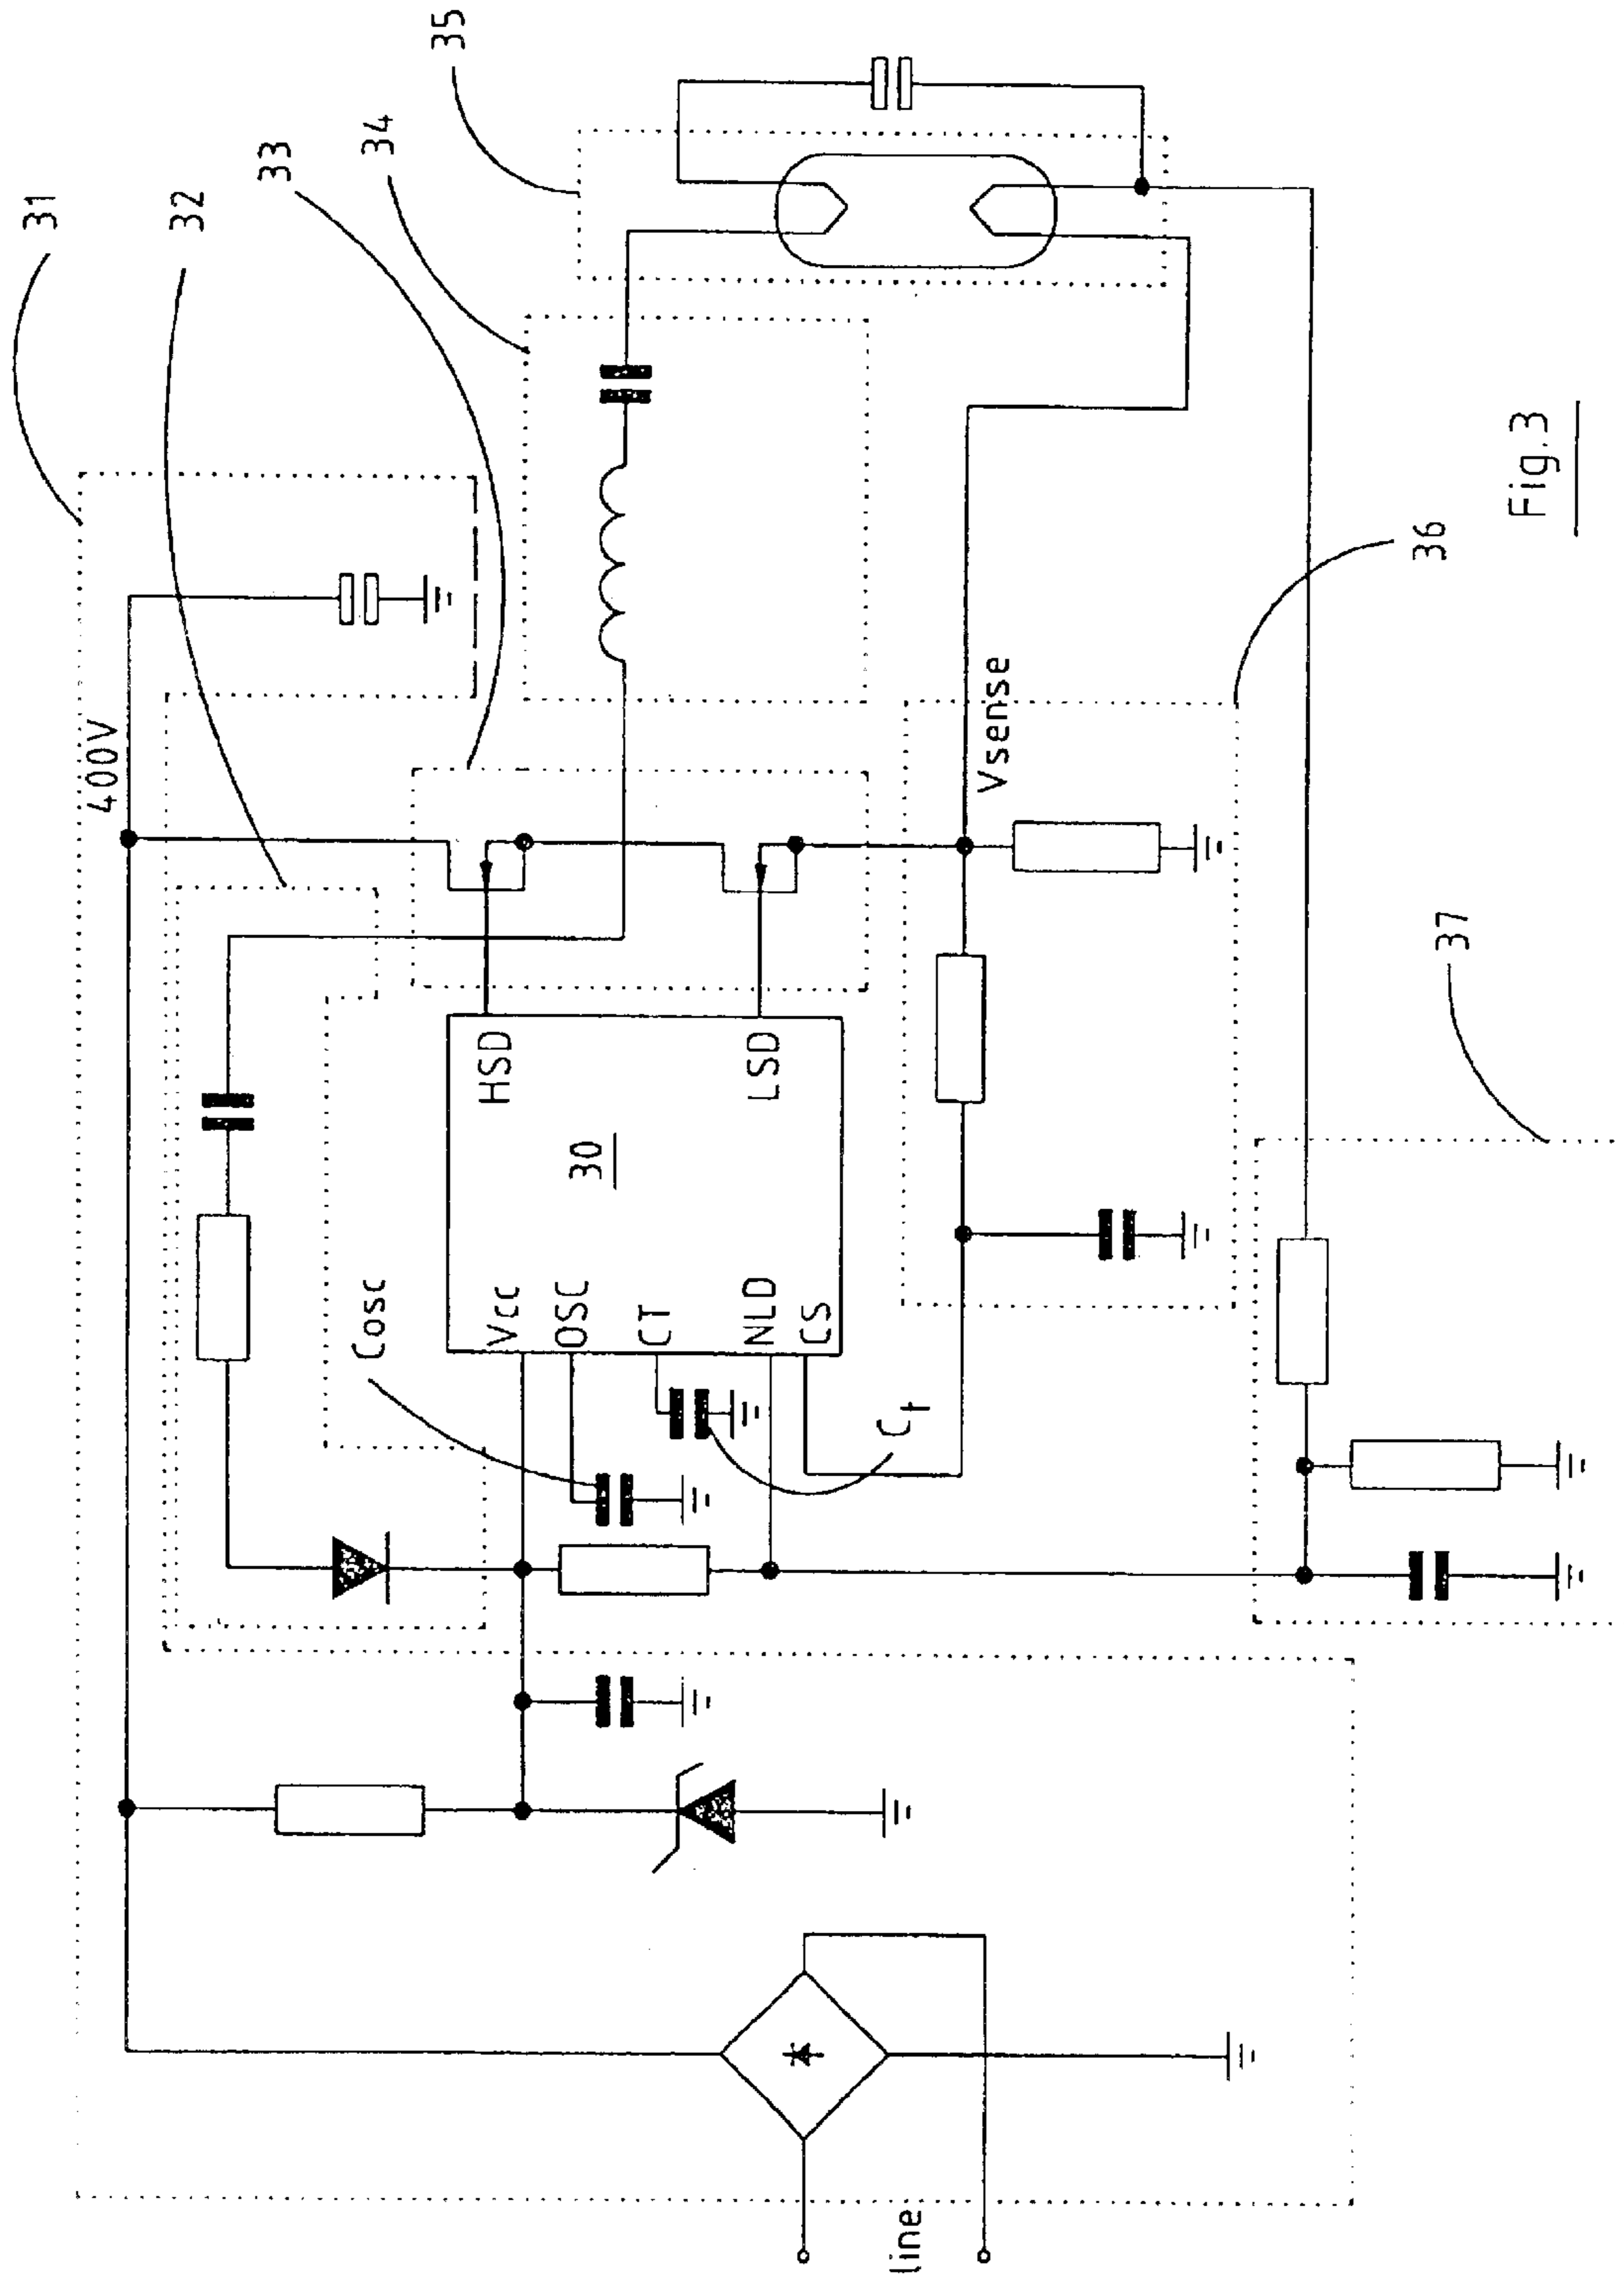 31
32
33
34
35
400V
Cosc
Vcc
OSC
CT
NLD
CS
HSD
LSD
30
Ct
Vsense
36
37
line
Fig.3